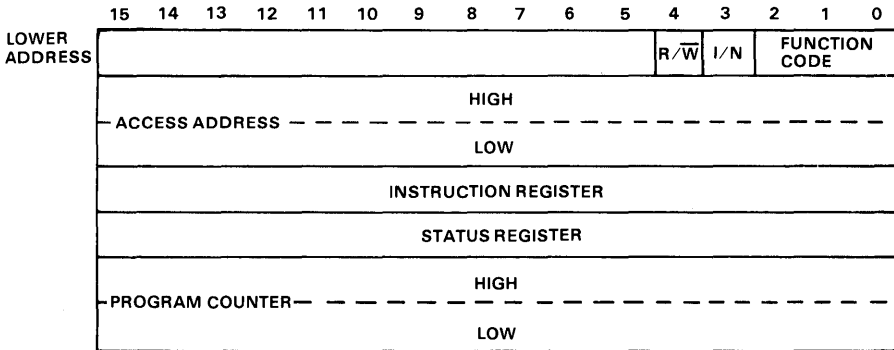 15 14 13 12 11 10 9 8 7 6 5 4 3 2 1 0
LOWER
ADDRESS
R/W̅ I/N FUNCTION
CODE
HIGH
ACCESS ADDRESS
LOW
INSTRUCTION REGISTER
STATUS REGISTER
HIGH
PROGRAM COUNTER
LOW